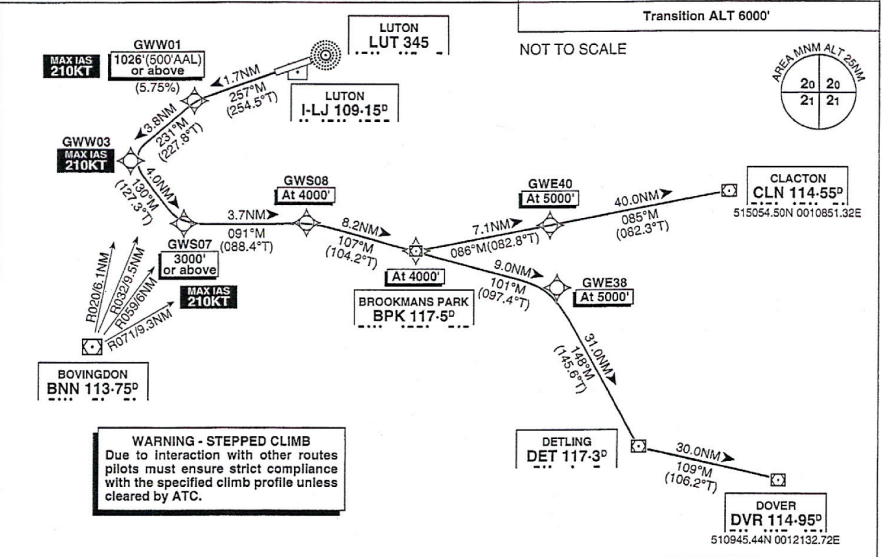 Transition ALT 6000'
NOT TO SCALE
AREA MNM ALT 25NM
20 20
21 21
LUTON
LUT 345
LUTON
I-LJ 109·15D
GWW01
MAX IAS
210KT
1026'(500'AAL)
or above
(5.75%)
1.7NM
257°M
(254.5°T)
3.8NM
231°M
(227.8°T)
GWW03
MAX IAS
210KT
4.0NM
130°M
(127.3°T)
GWS07
3000'
or above
MAX IAS
210KT
3.7NM
091°M
(088.4°T)
GWS08
At 4000'
8.2NM
107°M
(104.2°T)
At 4000'
BROOKMANS PARK
BPK 117·5D
7.1NM
086°M(082.8°T)
GWE40
At 5000'
40.0NM
085°M
(082.3°T)
CLACTON
CLN 114·55D
515054.50N 0010851.32E
9.0NM
101°M
(097.4°T)
GWE38
At 5000'
31.0NM
148°M
(145.6°T)
R020/6.1NM
R032/9.5NM
R059/6NM
R071/9.3NM
BOVINGDON
BNN 113·75D
WARNING - STEPPED CLIMB
Due to interaction with other routes
pilots must ensure strict compliance
with the specified climb profile unless
cleared by ATC.
DETLING
DET 117·3D
30.0NM
109°M
(106.2°T)
DOVER
DVR 114·95D
510945.44N 0012132.72E